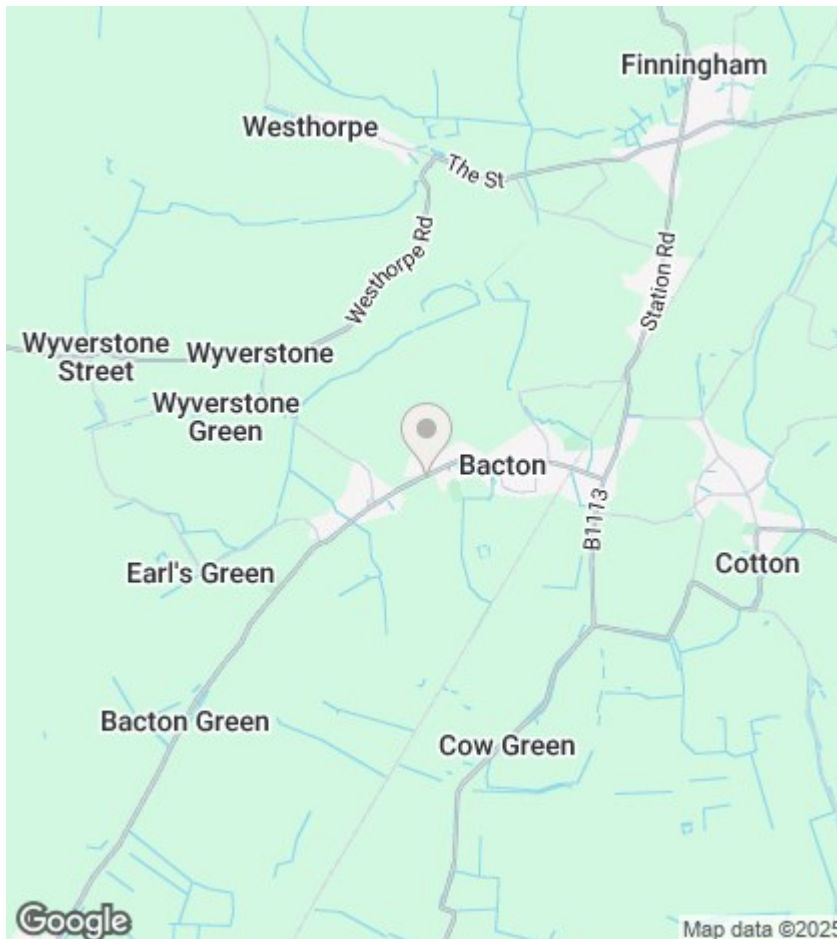 Finningham
Westhorpe
The St
Westhorpe Rd
Station Rd
Wyverstone
Street
Wyverstone
Wyverstone
Green
Bacton
B1113
Cotton
Earl's Green
Bacton Green
Cow Green
Google
Map data ©2025